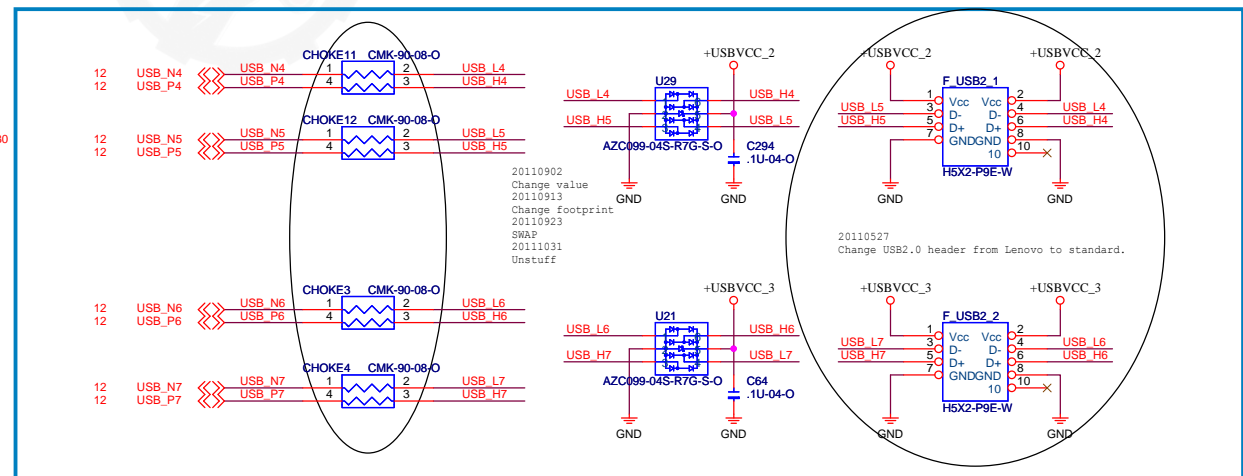 CHOKE11 CMK-90-08-O
12 USB_N4 USB_N4 1 2 USB_L4
12 USB_P4 USB_P4 4 3 USB_H4
CHOKE12 CMK-90-08-O
12 USB_N5 USB_N5 1 2 USB_L5
12 USB_P5 USB_P5 4 3 USB_H5
+USBVCC_2
U29
USB_L4 USB_H4
USB_H5 USB_L5
AZC099-04S-R7G-S-O
C294
.1U-04-O
GND GND
+USBVCC_2 +USBVCC_2
F_USB2_1
1 Vcc Vcc 2
USB_L5 3 D- D- 4 USB_L4
USB_H5 5 D+ D+ 6 USB_H4
7 GND GND 8
10 10
H5X2-P9E-W
GND GND
20110902
Change value
20110913
Change footprint
20110923
SWAP
20111031
Unstuff
20110527
Change USB2.0 header from Lenovo to standard.
CHOKE3 CMK-90-08-O
12 USB_N6 USB_N6 1 2 USB_L6
12 USB_P6 USB_P6 4 3 USB_H6
CHOKE4 CMK-90-08-O
12 USB_N7 USB_N7 1 2 USB_L7
12 USB_P7 USB_P7 4 3 USB_H7
+USBVCC_3
U21
USB_L6 USB_H6
USB_H7 USB_L7
AZC099-04S-R7G-S-O
C64
.1U-04-O
GND GND
+USBVCC_3 +USBVCC_3
F_USB2_2
1 Vcc Vcc 2
USB_L7 3 D- D- 4 USB_L6
USB_H7 5 D+ D+ 6 USB_H6
7 GND GND 8
10 10
H5X2-P9E-W
GND GND